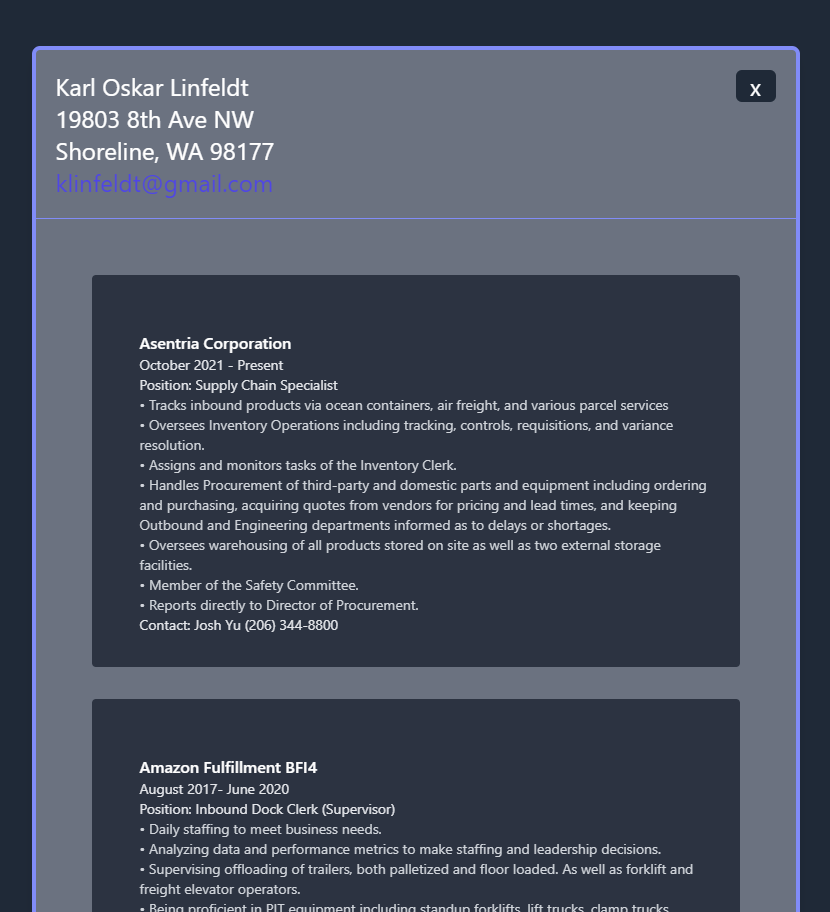 Karl Oskar Linfeldt
x
19803 8th Ave NW
Shoreline, WA 98177
klinfeldt@gmail.com
Asentria Corporation
October 2021 - Present
Position: Supply Chain Specialist
• Tracks inbound products via ocean containers, air freight, and various parcel services
• Oversees Inventory Operations including tracking, controls, requisitions, and variance
resolution.
• Assigns and monitors tasks of the Inventory Clerk.
• Handles Procurement of third-party and domestic parts and equipment including ordering
and purchasing, acquiring quotes from vendors for pricing and lead times, and keeping
Outbound and Engineering departments informed as to delays or shortages.
• Oversees warehousing of all products stored on site as well as two external storage
facilities.
• Member of the Safety Committee.
• Reports directly to Director of Procurement.
Contact: Josh Yu (206) 344-8800
Amazon Fulfillment BFI4
August 2017- June 2020
Position: Inbound Dock Clerk (Supervisor)
• Daily staffing to meet business needs.
• Analyzing data and performance metrics to make staffing and leadership decisions.
• Supervising offloading of trailers, both palletized and floor loaded. As well as forklift and
freight elevator operators.
• Being proficient in PIT equipment including standup forklifts, lift trucks, clamp trucks,